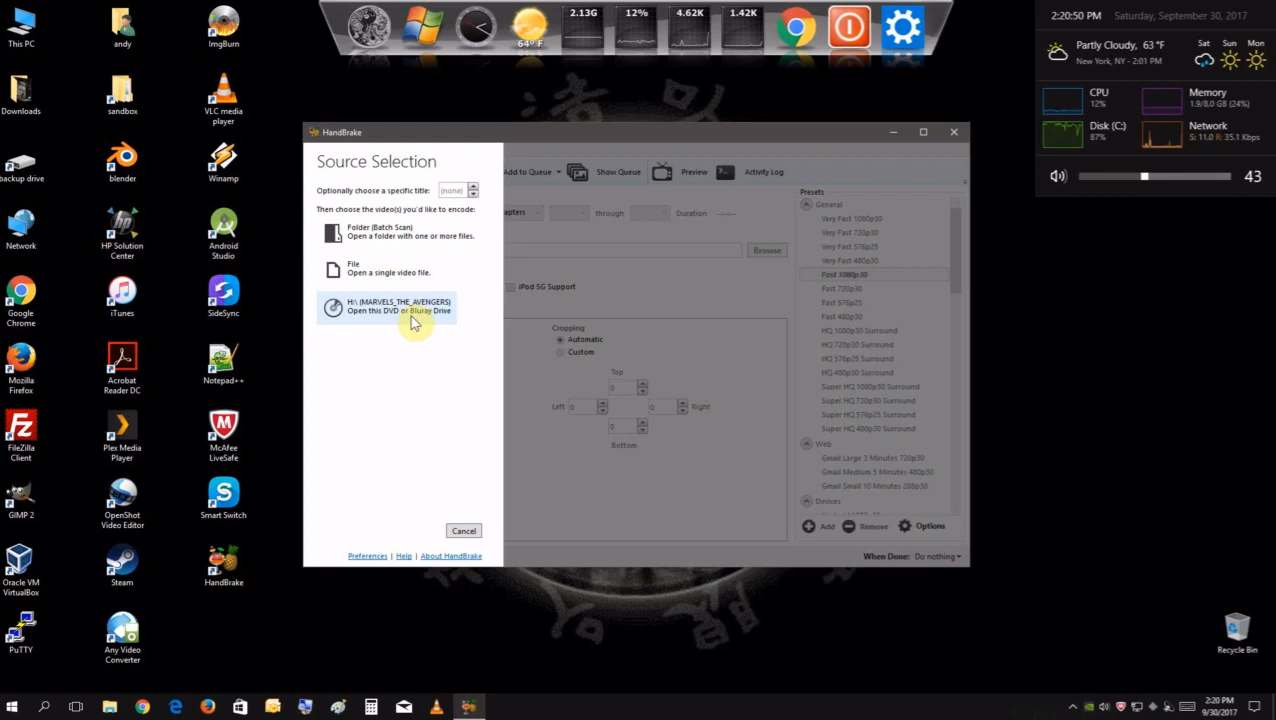 This PC
andy
ImgBurn
Downloads
sandbox
VLC media
player
backup drive
blender
Winamp
Network
HP Solution
Center
Android
Studio
Google
Chrome
iTunes
SideSync
Mozilla
Firefox
Acrobat
Reader DC
Notepad++
FileZilla
Client
Plex Media
Player
McAfee
LiveSafe
GIMP 2
OpenShot
Video Editor
Smart Switch
Oracle VM
VirtualBox
Steam
HandBrake
PuTTY
Any Video
Converter
64° F
2.13G
12%
4.62K
1.42K
2:20:50 PM Saturday, September 30, 2017
Partly Cloudy, 63 °F
New York, NY - 2:01 PM
Sat
Sun
Mon
CPU
12%
Memory
1.9/8.0 GB (24%)
Disk (C:)
87%
Network
S: 11.0 F: 35.1 Kbps
43
HandBrake
Source Selection
Optionally choose a specific title: (none)
Then choose the video(s) you'd like to encode:
Folder (Batch Scan)
Open a folder with one or more files.
File
Open a single video file.
H:\ (MARVELS_THE_AVENGERS)
Open this DVD or Bluray Drive
Cancel
Preferences | Help | About HandBrake
Add to Queue
Show Queue
Preview
Activity Log
apters
through
Duration --:--:--
Browse
iPod 5G Support
Cropping
Automatic
Custom
Top
0
Left 0
0 Right
0
Bottom
Presets
General
Very Fast 1080p30
Very Fast 720p30
Very Fast 576p25
Very Fast 480p30
Fast 1080p30
Fast 720p30
Fast 576p25
Fast 480p30
HQ 1080p30 Surround
HQ 720p30 Surround
HQ 576p25 Surround
HQ 480p30 Surround
Super HQ 1080p30 Surround
Super HQ 720p30 Surround
Super HQ 576p25 Surround
Super HQ 480p30 Surround
Web
Gmail Large 3 Minutes 720p30
Gmail Medium 5 Minutes 480p30
Gmail Small 10 Minutes 288p30
Devices
Add
Remove
Options
When Done: Do nothing
Recycle Bin
2:20 PM
9/30/2017